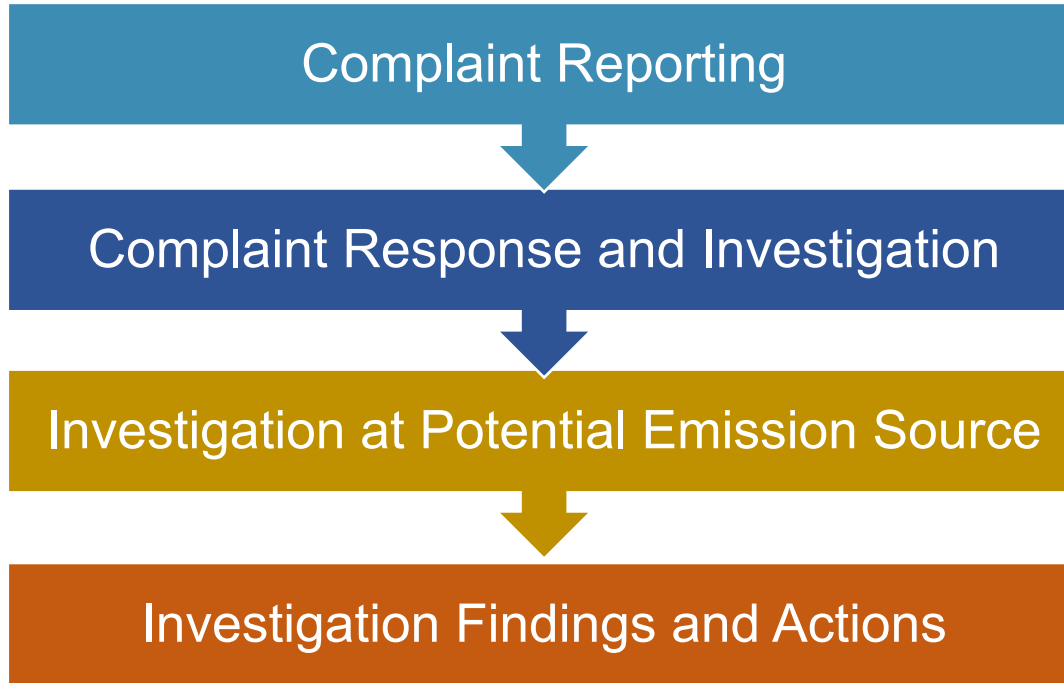 Complaint Reporting
Complaint Response and Investigation
Investigation at Potential Emission Source
Investigation Findings and Actions